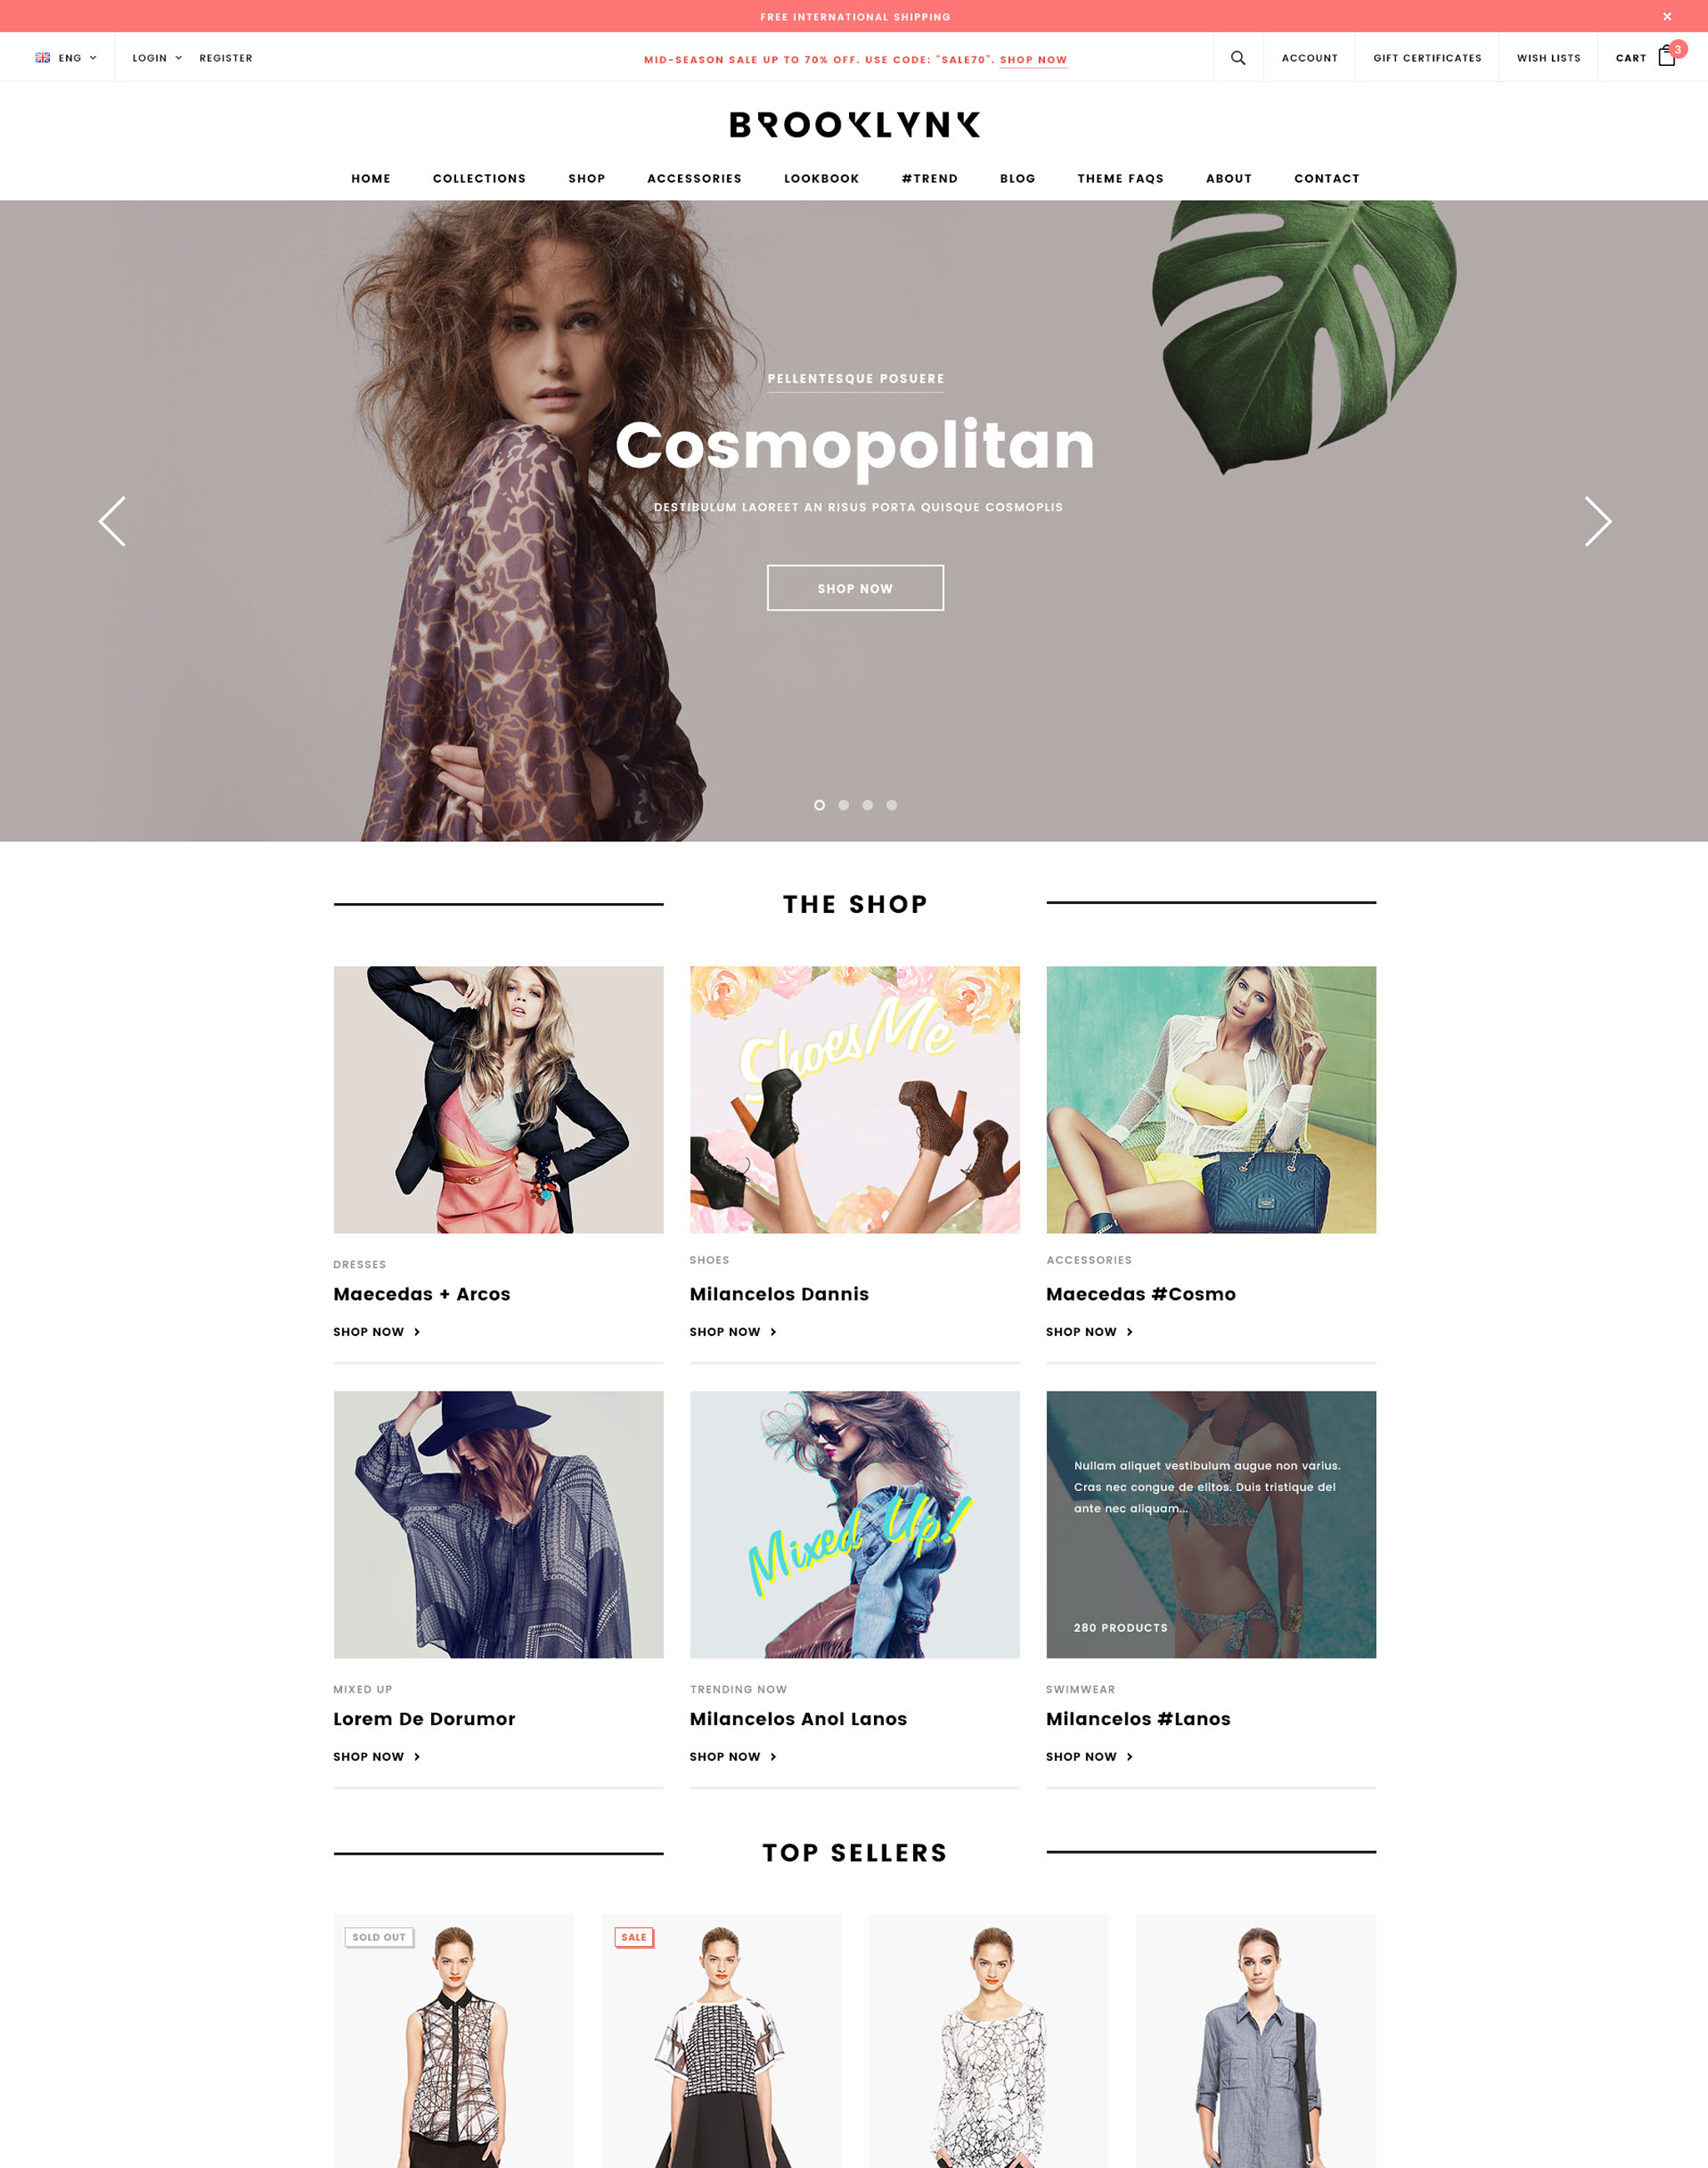 FREE INTERNATIONAL SHIPPING
ENG
LOGIN
REGISTER
MID-SEASON SALE UP TO 70% OFF. USE CODE: "SALE70". SHOP NOW
ACCOUNT
GIFT CERTIFICATES
WISH LISTS
CART
3
BROOKLYNK
HOME
COLLECTIONS
SHOP
ACCESSORIES
LOOKBOOK
#TREND
BLOG
THEME FAQS
ABOUT
CONTACT
PELLENTESQUE POSUERE
Cosmopolitan
DESTIBULUM LAOREET AN RISUS PORTA QUISQUE COSMOPLIS
SHOP NOW
THE SHOP
Shoes Me
DRESSES
Maecedas + Arcos
SHOP NOW
SHOES
Milancelos Dannis
SHOP NOW
ACCESSORIES
Maecedas #Cosmo
SHOP NOW
Mixed Up!
Nullam aliquet vestibulum augue non varius.
Cras nec congue de elitos. Duis tristique del
ante nec aliquam...
280 PRODUCTS
MIXED UP
Lorem De Dorumor
SHOP NOW
TRENDING NOW
Milancelos Anol Lanos
SHOP NOW
SWIMWEAR
Milancelos #Lanos
SHOP NOW
TOP SELLERS
SOLD OUT
SALE